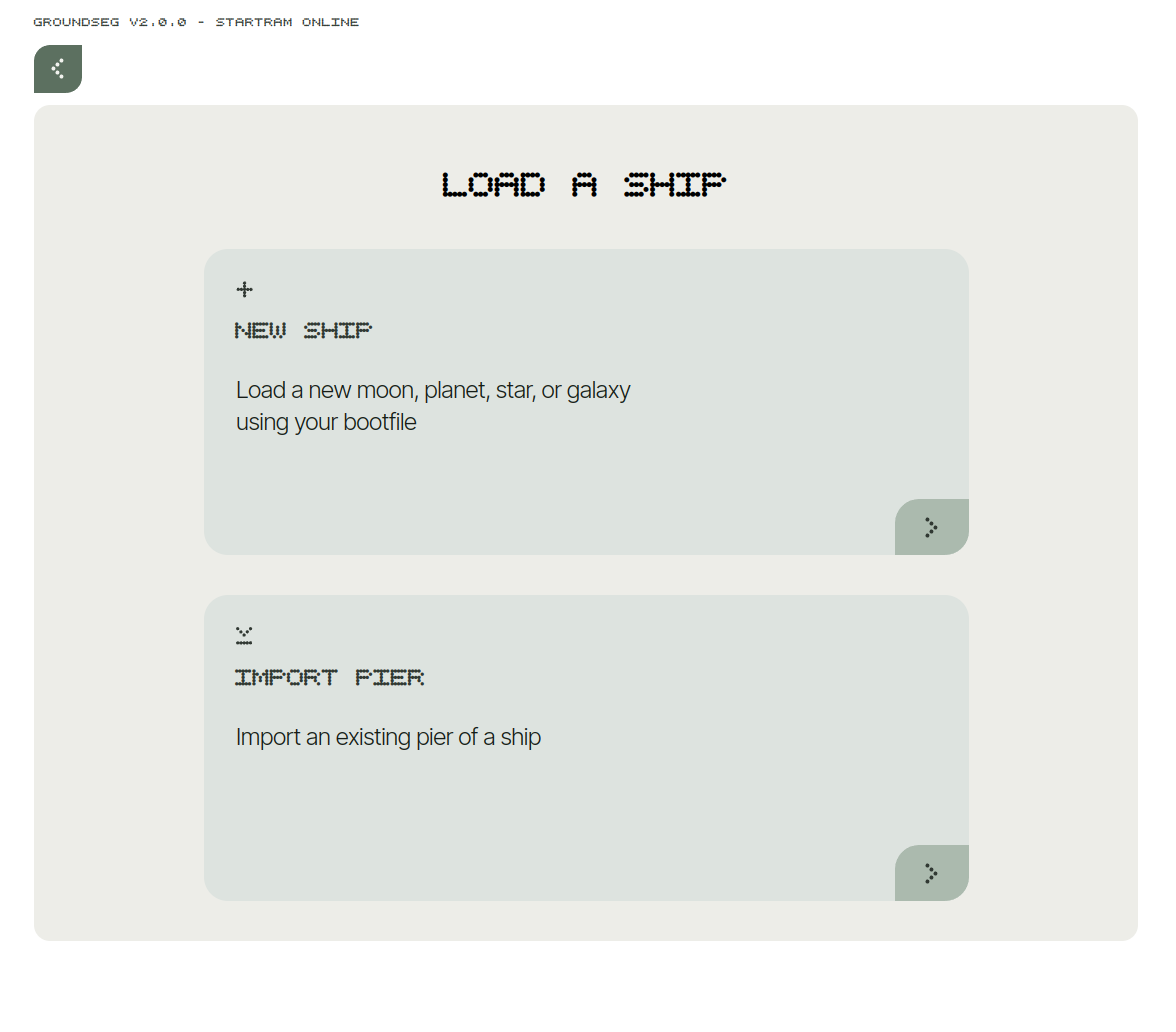 GROUNDSEG V2.0.0 - STARTRAM ONLINE
LOAD A SHIP
NEW SHIP
Load a new moon, planet, star, or galaxy
using your bootfile
IMPORT PIER
Import an existing pier of a ship